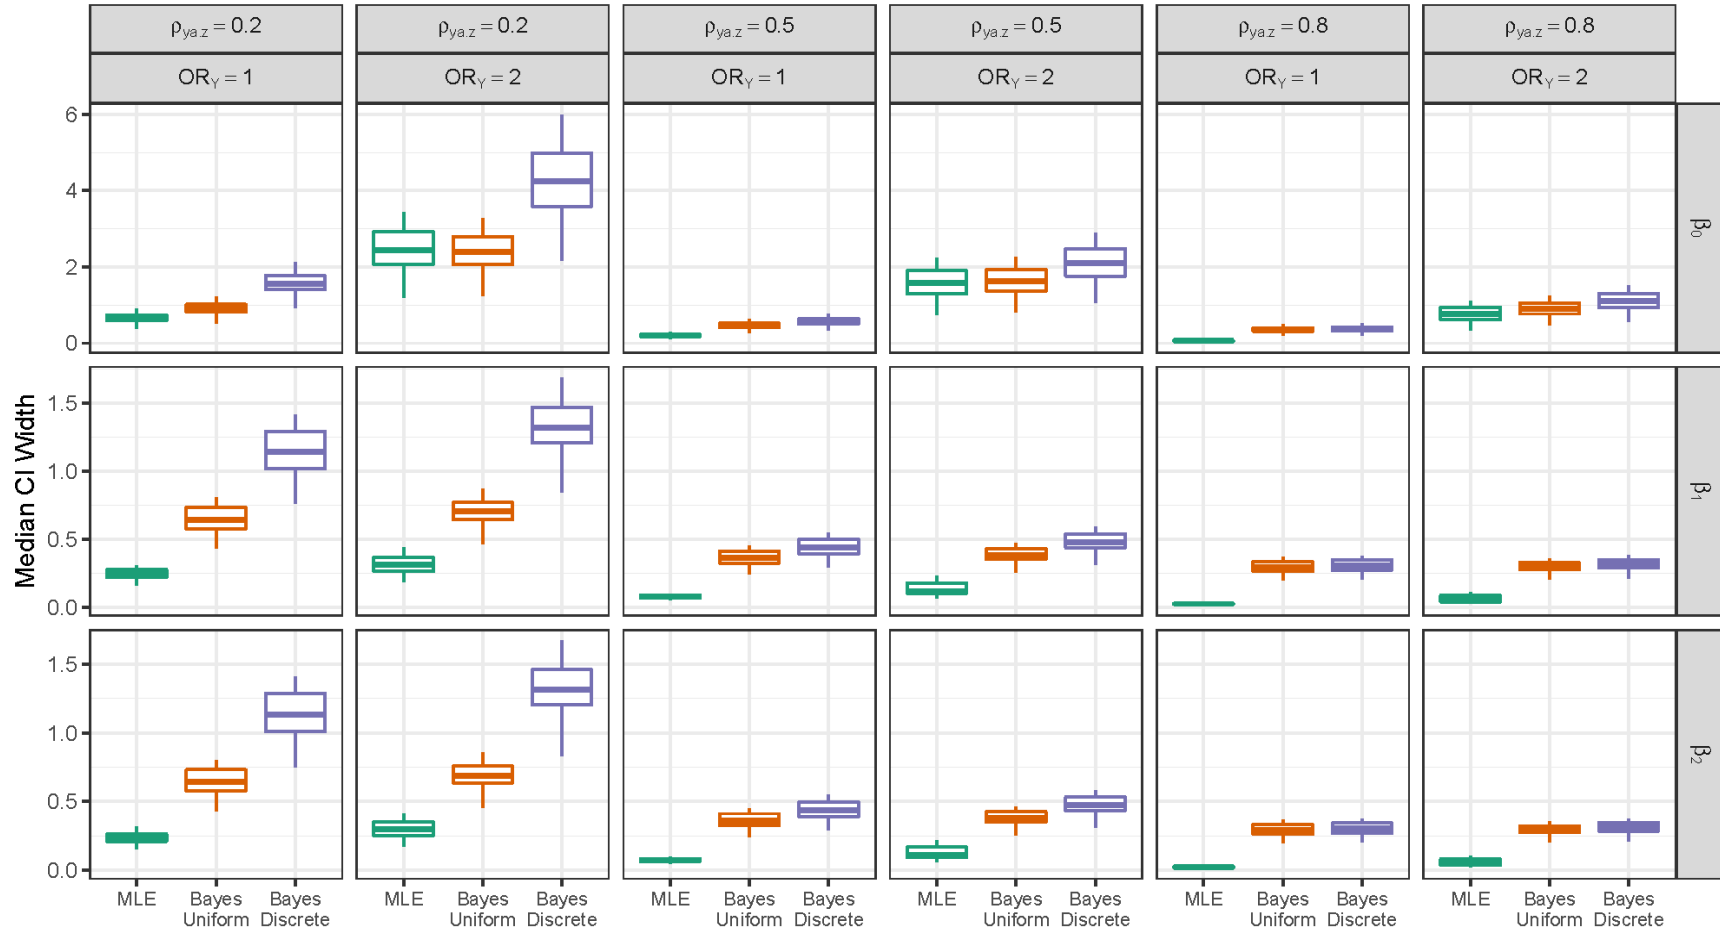 ρya.z = 0.2
ρya.z = 0.2
ρya.z = 0.5
ρya.z = 0.5
ρya.z = 0.8
ρya.z = 0.8
ORY = 1
ORY = 2
ORY = 1
ORY = 2
ORY = 1
ORY = 2
Median CI Width
6
4
2
0
β0
1.5
1.0
0.5
0.0
β1
1.5
1.0
0.5
0.0
β2
MLE
Bayes
Uniform
Bayes
Discrete
MLE
Bayes
Uniform
Bayes
Discrete
MLE
Bayes
Uniform
Bayes
Discrete
MLE
Bayes
Uniform
Bayes
Discrete
MLE
Bayes
Uniform
Bayes
Discrete
MLE
Bayes
Uniform
Bayes
Discrete